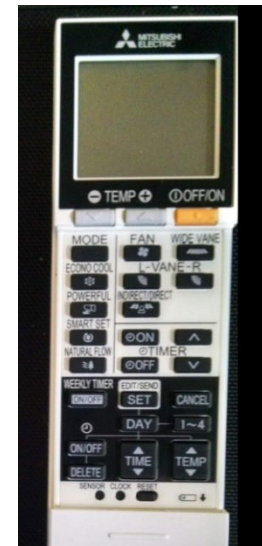 MITSUBISHI
ELECTRIC
TEMP OFF/ON
MODE FAN WIDE VANE
ECONO COOL L-VANE-R
POWERFUL INDIRECT/DIRECT
SMART SET
ON
NATURAL FLOW TIMER
OFF
WEEKLY TIMER EDIT/SEND
ON/OFF SET CANCEL
DAY 1~4
ON/OFF TIME TEMP
DELETE
SENSOR CLOCK RESET